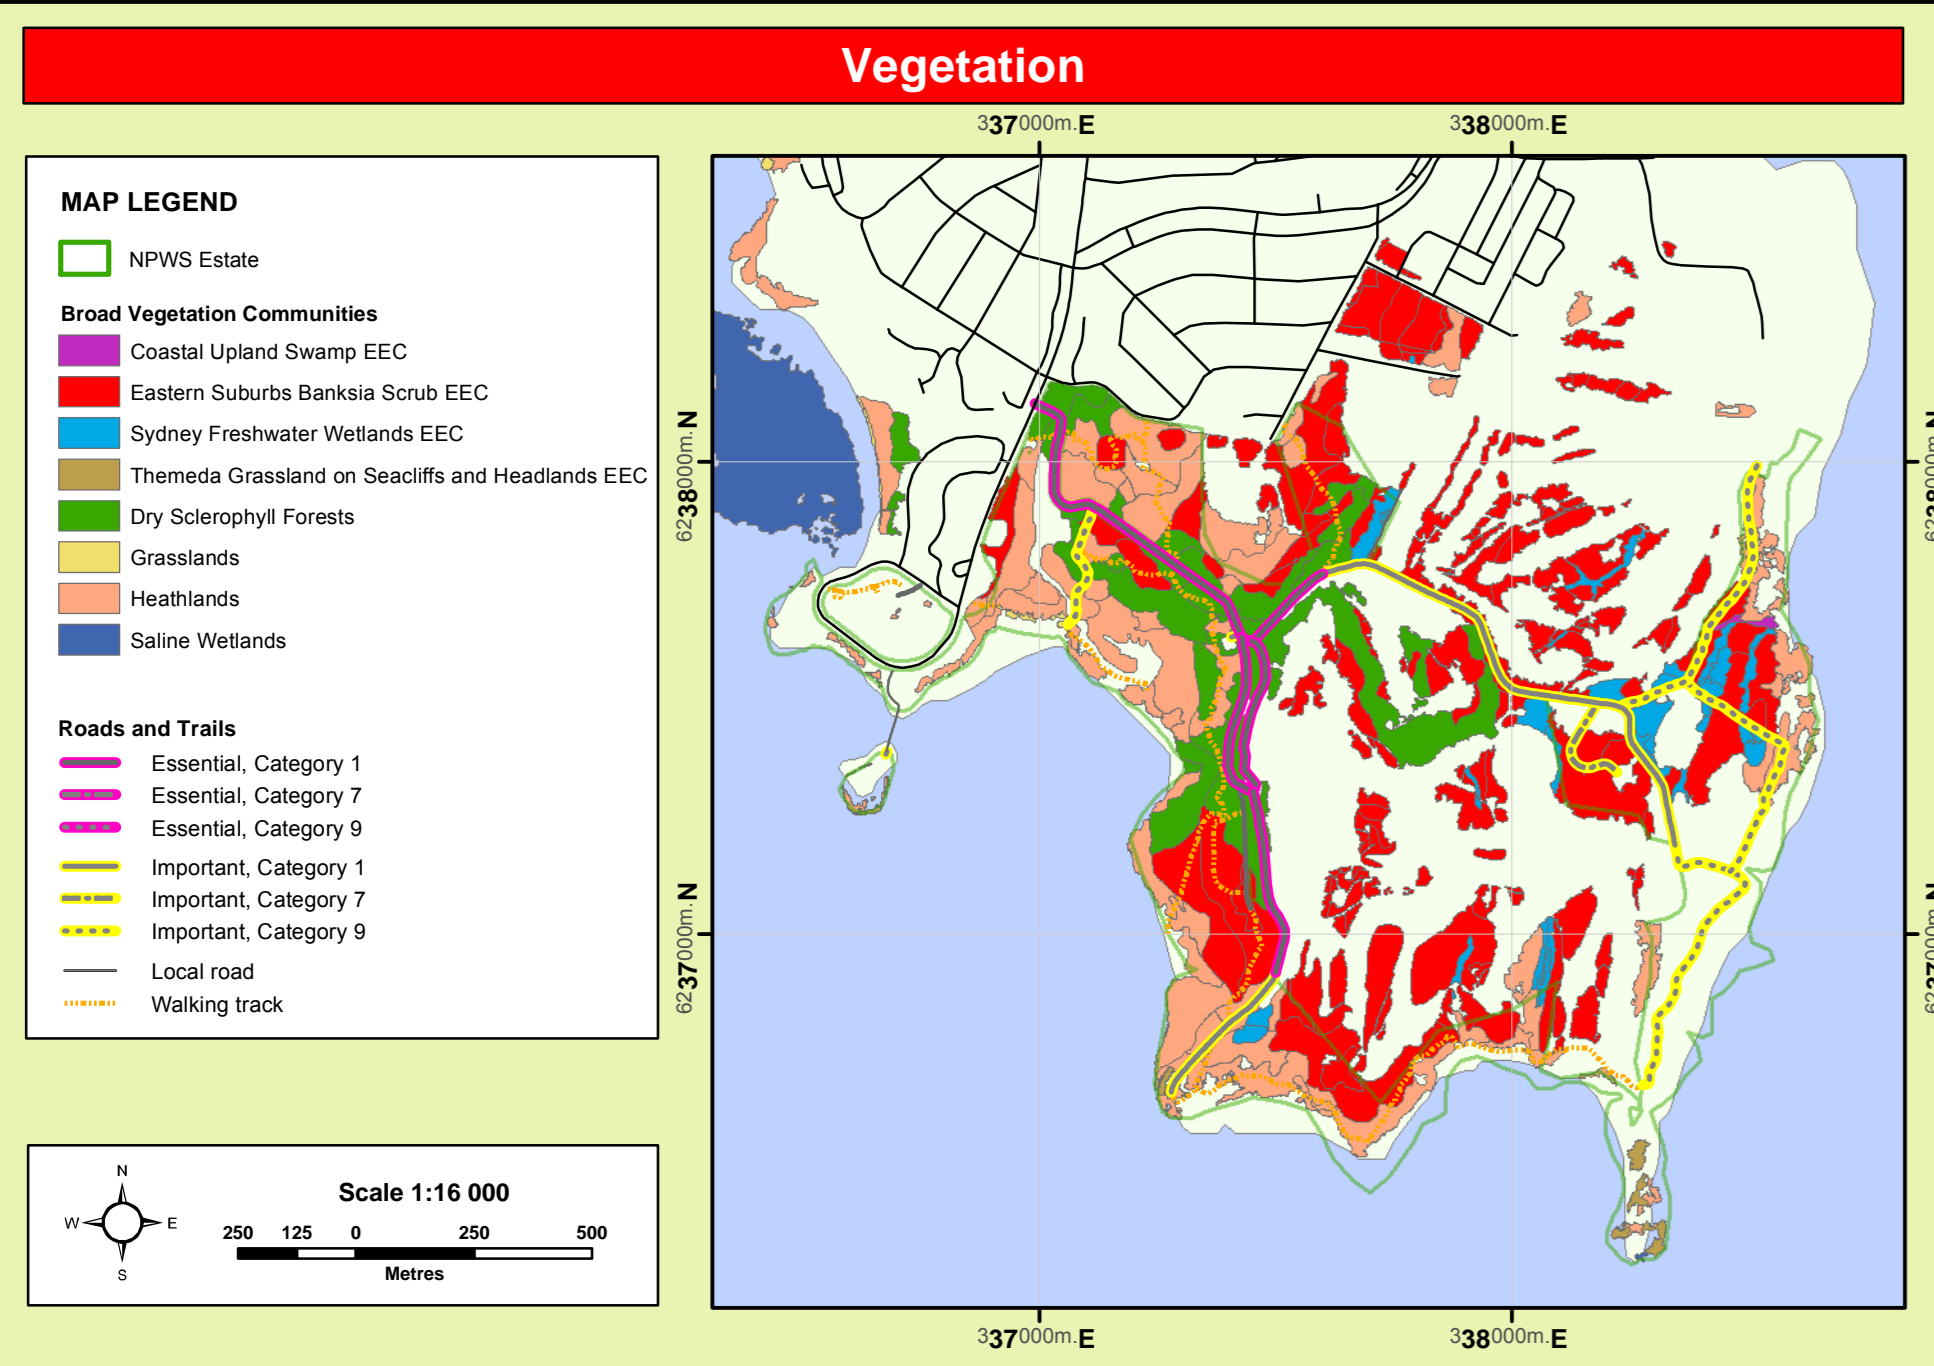 Vegetation
337000m.E 338000m.E
MAP LEGEND
NPWS Estate
Broad Vegetation Communities
Coastal Upland Swamp EEC
Eastern Suburbs Banksia Scrub EEC
Sydney Freshwater Wetlands EEC
Themeda Grassland on Seacliffs and Headlands EEC
Dry Sclerophyll Forests
Grasslands
Heathlands
Saline Wetlands
Roads and Trails
Essential, Category 1
Essential, Category 7
Essential, Category 9
Important, Category 1
Important, Category 7
Important, Category 9
Local road
Walking track
6238000m.N
6237000m.N
6238000m.N
6237000m.N
N
W E
S
Scale 1:16 000
250 125 0 250 500
Metres
337000m.E 338000m.E